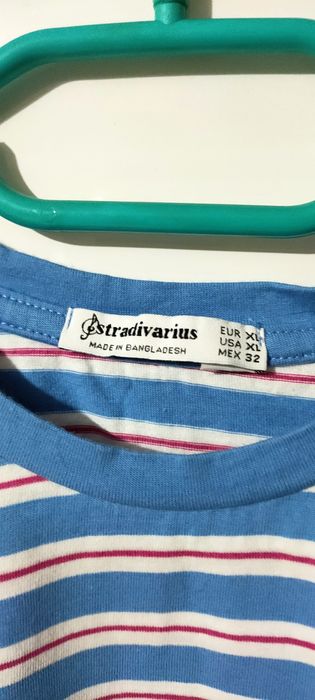 stradivarius
MADE IN BANGLADESH
EUR XL
USA XL
MEX 32